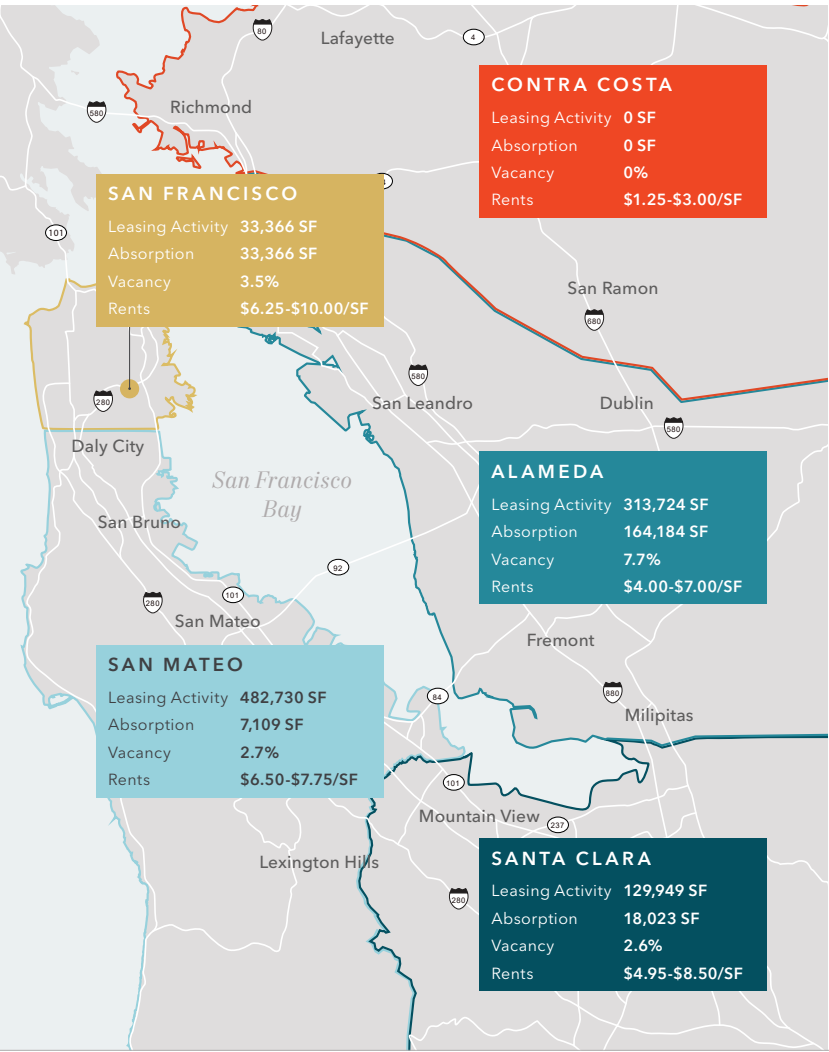 80
Lafayette
4
580
Richmond
CONTRA COSTA
Leasing Activity 0 SF
Absorption 0 SF
Vacancy 0%
Rents $1.25-$3.00/SF
SAN FRANCISCO
Leasing Activity 33,366 SF
Absorption 33,366 SF
Vacancy 3.5%
Rents $6.25-$10.00/SF
101
San Ramon
680
580
San Leandro
Dublin
580
280
Daly City
San Francisco
Bay
ALAMEDA
Leasing Activity 313,724 SF
Absorption 164,184 SF
Vacancy 7.7%
Rents $4.00-$7.00/SF
San Bruno
92
280
101
San Mateo
Fremont
SAN MATEO
Leasing Activity 482,730 SF
Absorption 7,109 SF
Vacancy 2.7%
Rents $6.50-$7.75/SF
84
880
Milipitas
101
Mountain View
237
Lexington Hills
280
SANTA CLARA
Leasing Activity 129,949 SF
Absorption 18,023 SF
Vacancy 2.6%
Rents $4.95-$8.50/SF